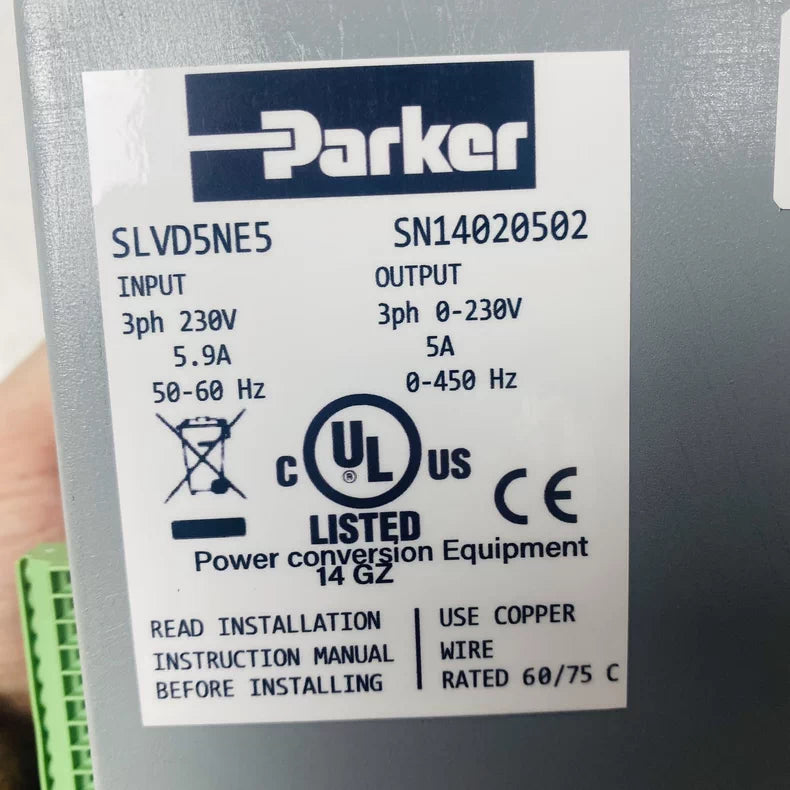 Parker
SLVD5NE5 SN14020502
INPUT OUTPUT
3ph 230V 3ph 0-230V
5.9A 5A
50-60 Hz 0-450 Hz
C UL® US
CE
LISTED
Power conversion Equipment
14 GZ
READ INSTALLATION USE COPPER
INSTRUCTION MANUAL WIRE
BEFORE INSTALLING RATED 60/75 C